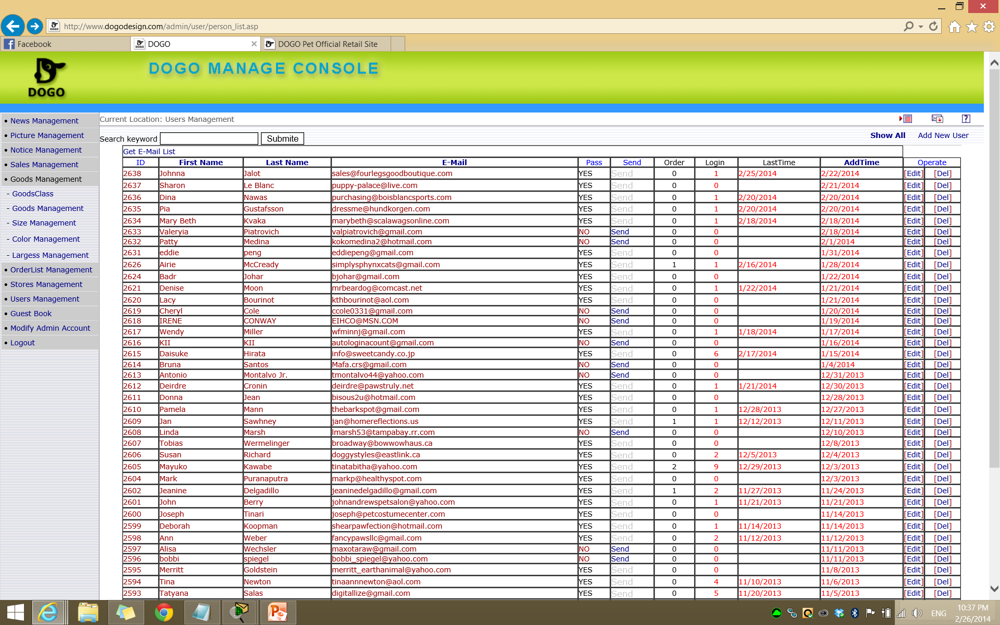 http://www.dogodesign.com/admin/user/person_list.asp
Facebook DOGO DOGO Pet Official Retail Site
DOGO MANAGE CONSOLE
DOGO
Current Location: Users Management
Search keyword Submite Show All Add New User
News Management
Picture Management
Notice Management
Sales Management
Goods Management
- GoodsClass
- Goods Management
- Size Management
- Color Management
- Largess Management
OrderList Management
Stores Management
Users Management
Guest Book
Modify Admin Account
Logout
Get E-Mail List
ID First Name Last Name E-Mail Pass Send Order Login LastTime AddTime Operate
2638 Johnna Jalot sales@fourlegsgoodboutique.com YES Send 0 1 2/25/2014 2/22/2014 [Edit] [Del]
2637 Sharon Le Blanc puppy-palace@live.com YES Send 0 0 2/21/2014 [Edit] [Del]
2636 Dina Nawas purchasing@boisblancsports.com YES Send 0 1 2/20/2014 2/20/2014 [Edit] [Del]
2635 Pia Gustafsson dressme@hundkorgen.com YES Send 0 1 2/20/2014 2/20/2014 [Edit] [Del]
2634 Mary Beth Kvaka marybeth@scalawagsonline.com YES Send 0 1 2/18/2014 2/18/2014 [Edit] [Del]
2633 Valeryia Piatrovich valpiatrovich@gmail.com NO Send 0 0 2/18/2014 [Edit] [Del]
2632 Patty Medina kokomedina2@hotmail.com NO Send 0 0 2/1/2014 [Edit] [Del]
2631 eddie peng eddiepeng@gmail.com YES Send 0 0 1/31/2014 [Edit] [Del]
2626 Airie McCready simplysphynxcats@gmail.com YES Send 1 1 2/16/2014 1/28/2014 [Edit] [Del]
2624 Badr Johar bjohar@gmail.com YES Send 0 0 1/22/2014 [Edit] [Del]
2621 Denise Moon mrbeardog@comcast.net YES Send 0 1 1/22/2014 1/21/2014 [Edit] [Del]
2620 Lacy Bourinot kthbourinot@aol.com YES Send 0 0 1/21/2014 [Edit] [Del]
2619 Cheryl Cole ccole0331@gmail.com NO Send 0 0 1/20/2014 [Edit] [Del]
2618 IRENE CONWAY EIHCO@MSN.COM NO Send 0 0 1/19/2014 [Edit] [Del]
2617 Wendy Miller wfminnj@gmail.com YES Send 0 1 1/18/2014 1/17/2014 [Edit] [Del]
2616 KII KII autologinacount@gmail.com NO Send 0 0 1/16/2014 [Edit] [Del]
2615 Daisuke Hirata info@sweetcandy.co.jp YES Send 0 6 2/17/2014 1/15/2014 [Edit] [Del]
2614 Bruna Santos Mafa.crs@gmail.com NO Send 0 0 1/4/2014 [Edit] [Del]
2613 Antonio Montalvo Jr. tmontalvo44@yahoo.com NO Send 0 0 12/31/2013 [Edit] [Del]
2612 Deirdre Cronin deirdre@pawstruly.net YES Send 0 1 1/21/2014 12/30/2013 [Edit] [Del]
2611 Donna Jean bisous2u@hotmail.com YES Send 0 0 12/28/2013 [Edit] [Del]
2610 Pamela Mann thebarkspot@gmail.com YES Send 0 1 12/28/2013 12/27/2013 [Edit] [Del]
2609 Jan Sawhney jan@homereflections.us YES Send 1 1 12/12/2013 12/11/2013 [Edit] [Del]
2608 Linda Marsh lmarsh53@tampabay.rr.com NO Send 0 0 12/10/2013 [Edit] [Del]
2607 Tobias Wermelinger broadway@bowwowhaus.ca YES Send 0 0 12/8/2013 [Edit] [Del]
2606 Susan Richard doggystyles@eastlink.ca YES Send 0 2 12/5/2013 12/4/2013 [Edit] [Del]
2605 Mayuko Kawabe tinatabitha@yahoo.com YES Send 2 9 12/29/2013 12/3/2013 [Edit] [Del]
2604 Mark Puranaputra markp@healthyspot.com YES Send 0 0 12/3/2013 [Edit] [Del]
2602 Jeanine Delgadillo jeaninedelgadillo@gmail.com YES Send 1 2 11/27/2013 11/24/2013 [Edit] [Del]
2601 John Berry johnandrewspetsalon@yahoo.com YES Send 0 1 11/21/2013 11/21/2013 [Edit] [Del]
2600 Joseph Tinari joseph@petcostumecenter.com YES Send 0 0 11/14/2013 [Edit] [Del]
2599 Deborah Koopman shearpawfection@hotmail.com YES Send 0 1 11/14/2013 11/14/2013 [Edit] [Del]
2598 Ann Weber fancypawsllc@gmail.com YES Send 0 2 11/12/2013 11/12/2013 [Edit] [Del]
2597 Alisa Wechsler maxotaraw@gmail.com NO Send 0 0 11/11/2013 [Edit] [Del]
2596 bobbi spiegel bobbi_spiegel@yahoo.com NO Send 0 0 11/11/2013 [Edit] [Del]
2595 Merritt Goldstein merritt_earthanimal@yahoo.com YES Send 0 0 11/8/2013 [Edit] [Del]
2594 Tina Newton tinaannnewton@aol.com YES Send 0 4 11/10/2013 11/6/2013 [Edit] [Del]
2593 Tatyana Salas digitallize@gmail.com YES Send 0 5 11/20/2013 11/5/2013 [Edit] [Del]
ENG 10:37 PM
2/26/2014